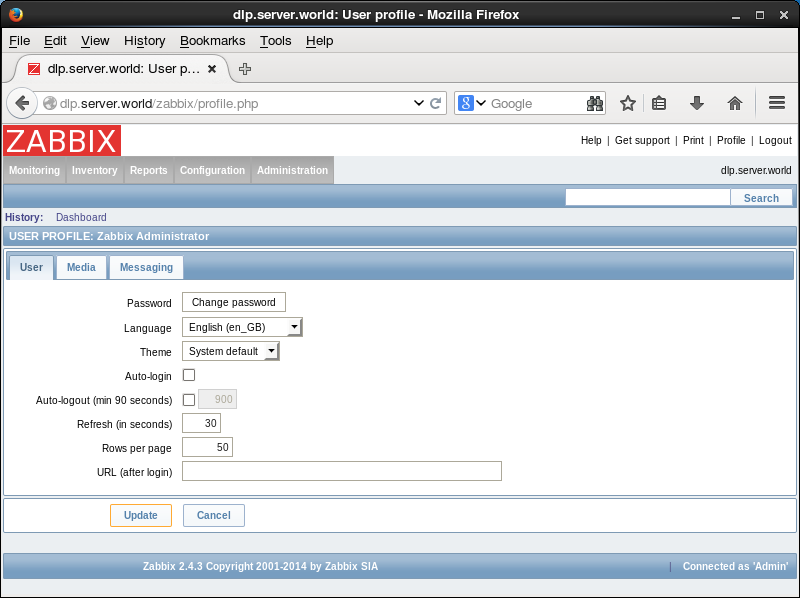 dlp.server.world: User profile - Mozilla Firefox
File Edit View History Bookmarks Tools Help
dlp.server.world: User p...
dlp.server.world/zabbix/profile.php
8 Google
ZABBIX
Help | Get support | Print | Profile | Logout
Monitoring Inventory Reports Configuration Administration
dlp.server.world
Search
History: Dashboard
USER PROFILE: Zabbix Administrator
User Media Messaging
Password Change password
Language English (en_GB)
Theme System default
Auto-login
Auto-logout (min 90 seconds) 900
Refresh (in seconds) 30
Rows per page 50
URL (after login)
Update Cancel
Zabbix 2.4.3 Copyright 2001-2014 by Zabbix SIA | Connected as 'Admin'